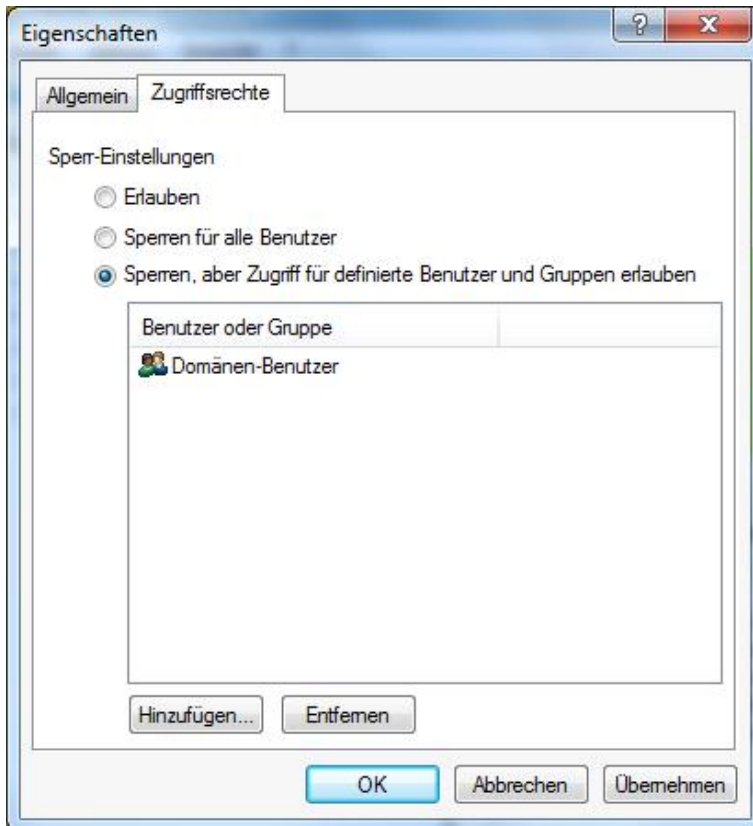 Eigenschaften
?
X
Allgemein
Zugriffsrechte
Sperr-Einstellungen
Erlauben
Sperren für alle Benutzer
Sperren, aber Zugriff für definierte Benutzer und Gruppen erlauben
Benutzer oder Gruppe
Domänen-Benutzer
Hinzufügen...
Entfernen
OK
Abbrechen
Übernehmen